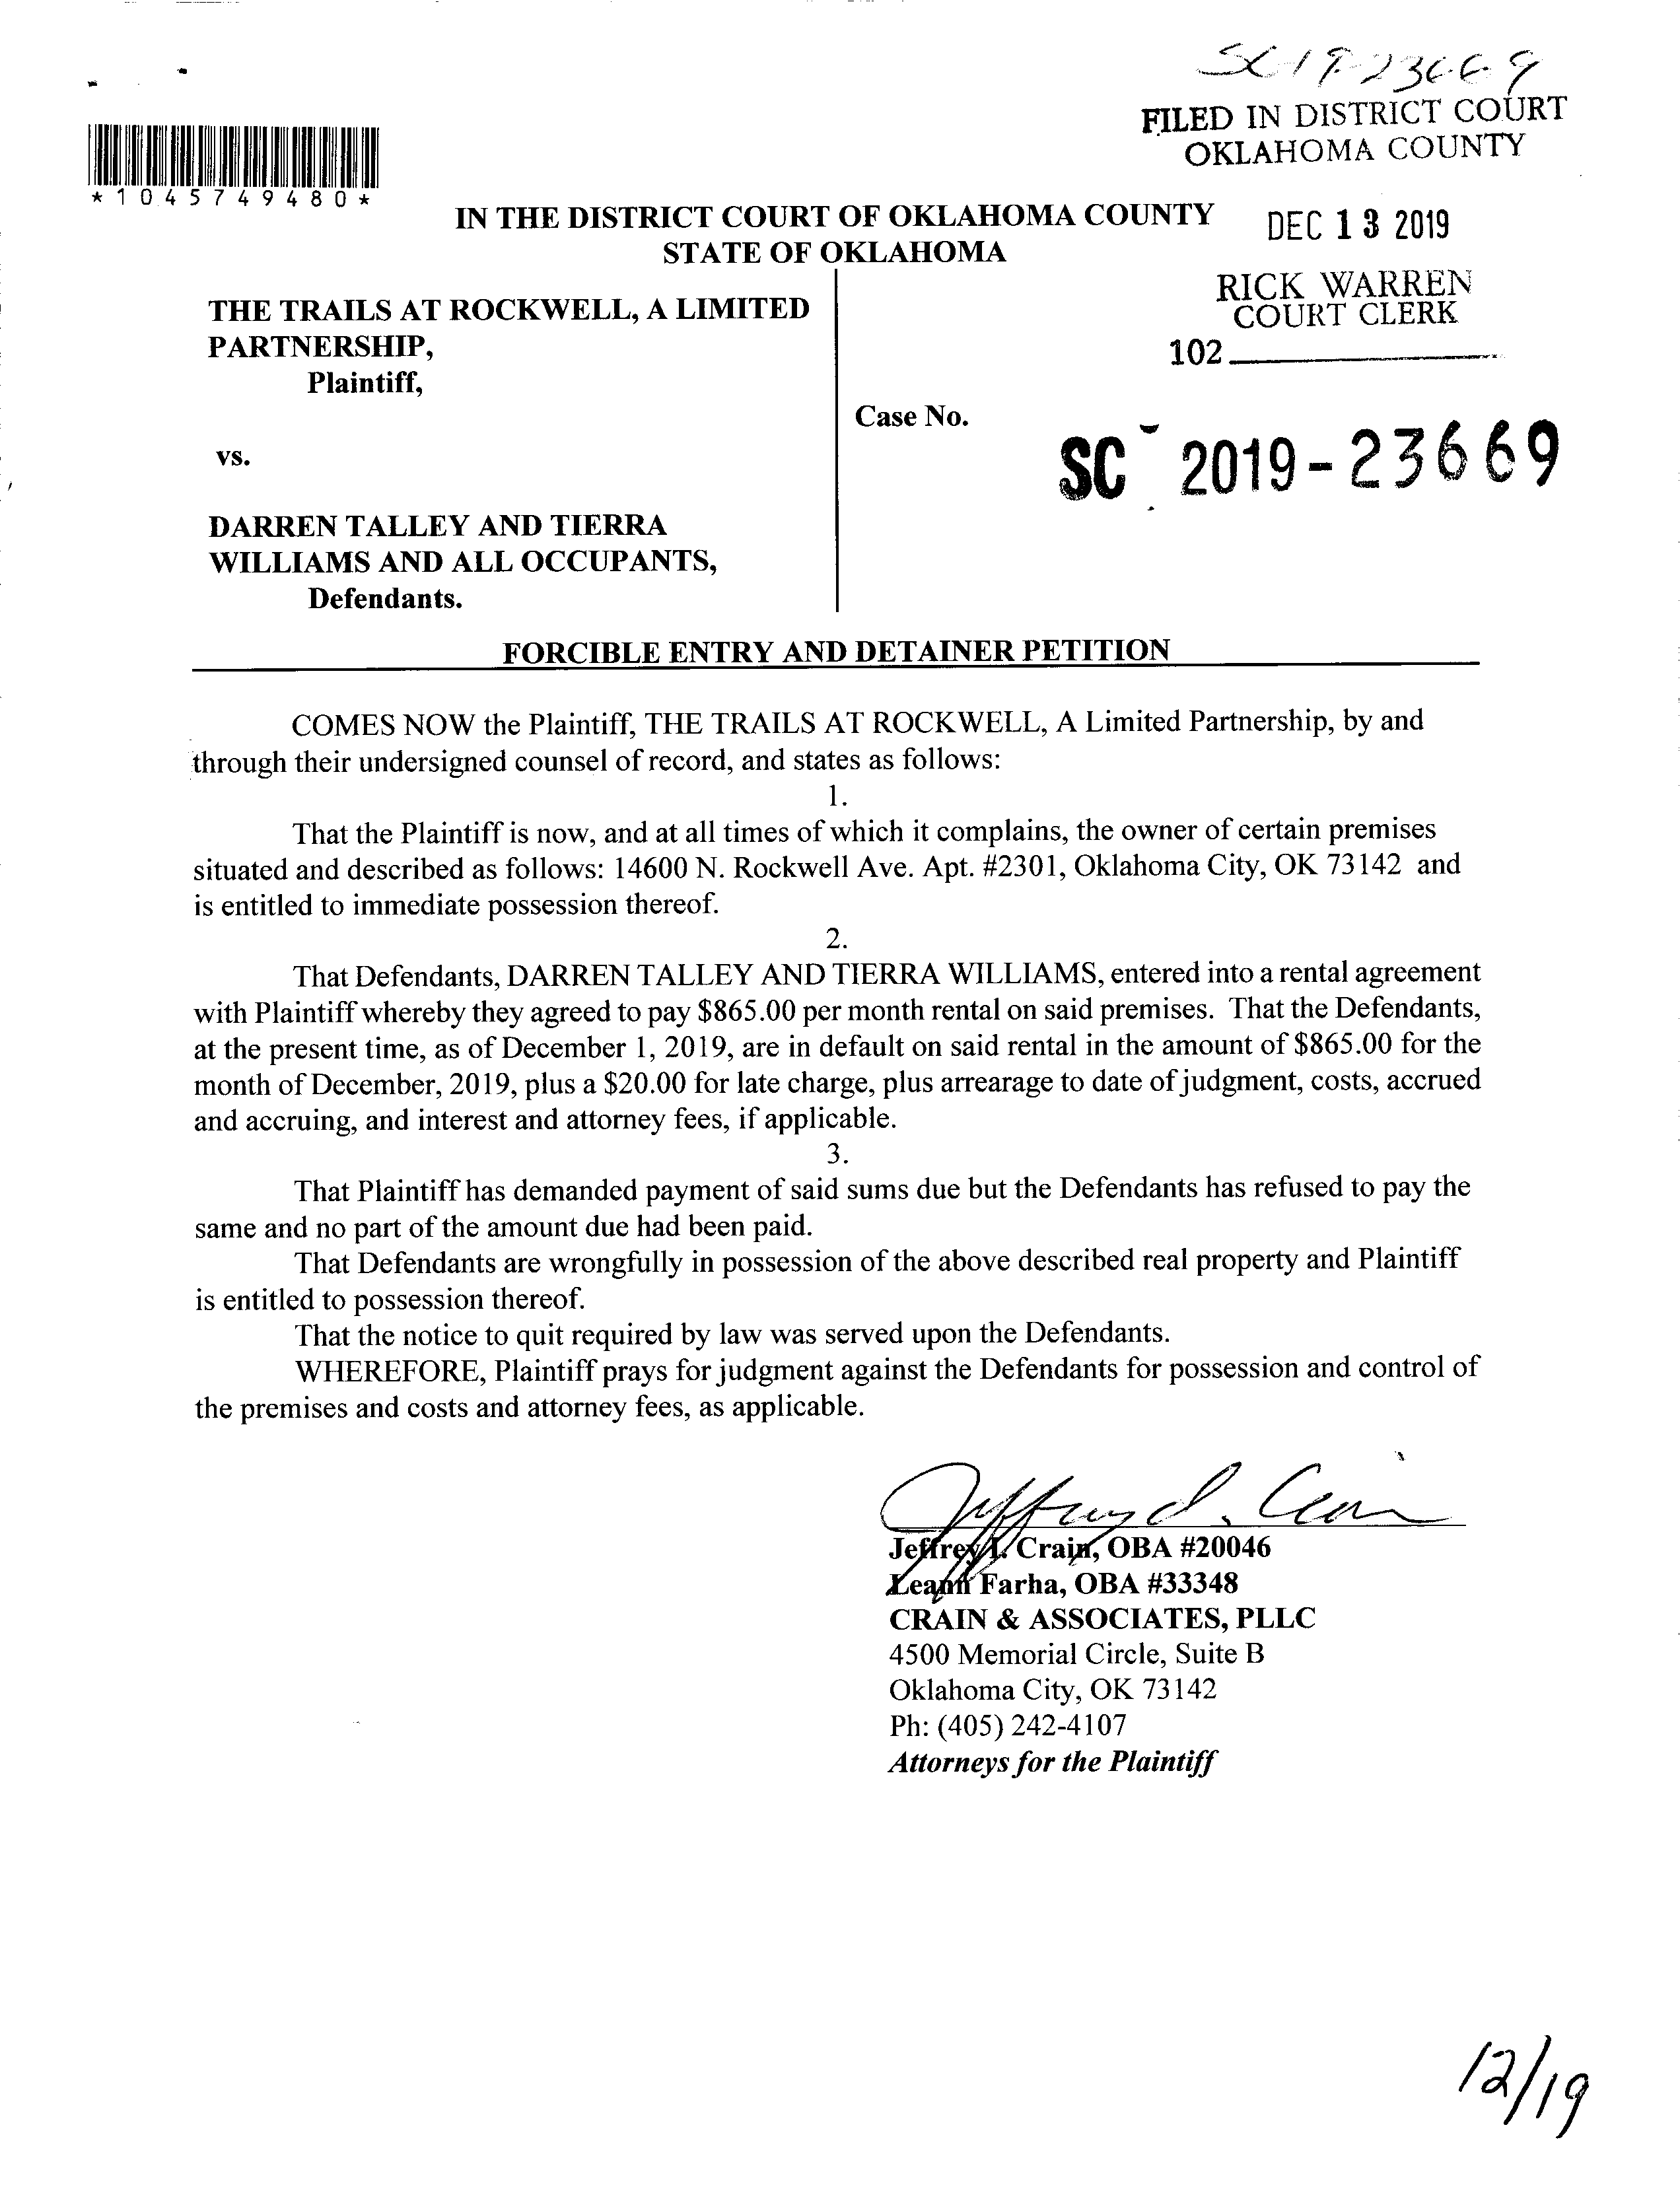 SC19-23669
FILED IN DISTRICT COURT
OKLAHOMA COUNTY
*1045749480*
IN THE DISTRICT COURT OF OKLAHOMA COUNTY
STATE OF OKLAHOMA
DEC 13 2019
RICK WARREN
COURT CLERK
102
THE TRAILS AT ROCKWELL, A LIMITED
PARTNERSHIP,
Plaintiff,
vs.
DARREN TALLEY AND TIERRA
WILLIAMS AND ALL OCCUPANTS,
Defendants.
Case No.
SC - 2019-23669
FORCIBLE ENTRY AND DETAINER PETITION
COMES NOW the Plaintiff, THE TRAILS AT ROCKWELL, A Limited Partnership, by and
through their undersigned counsel of record, and states as follows:
1.
That the Plaintiff is now, and at all times of which it complains, the owner of certain premises
situated and described as follows: 14600 N. Rockwell Ave. Apt. #2301, Oklahoma City, OK 73142 and
is entitled to immediate possession thereof.
2.
That Defendants, DARREN TALLEY AND TIERRA WILLIAMS, entered into a rental agreement
with Plaintiff whereby they agreed to pay $865.00 per month rental on said premises. That the Defendants,
at the present time, as of December 1, 2019, are in default on said rental in the amount of $865.00 for the
month of December, 2019, plus a $20.00 for late charge, plus arrearage to date of judgment, costs, accrued
and accruing, and interest and attorney fees, if applicable.
3.
That Plaintiff has demanded payment of said sums due but the Defendants has refused to pay the
same and no part of the amount due had been paid.
That Defendants are wrongfully in possession of the above described real property and Plaintiff
is entitled to possession thereof.
That the notice to quit required by law was served upon the Defendants.
WHEREFORE, Plaintiff prays for judgment against the Defendants for possession and control of
the premises and costs and attorney fees, as applicable.
Jeffrey I. Crain
Jeffrey I. Crain, OBA #20046
Leann Farha, OBA #33348
CRAIN & ASSOCIATES, PLLC
4500 Memorial Circle, Suite B
Oklahoma City, OK 73142
Ph: (405) 242-4107
Attorneys for the Plaintiff
12/19